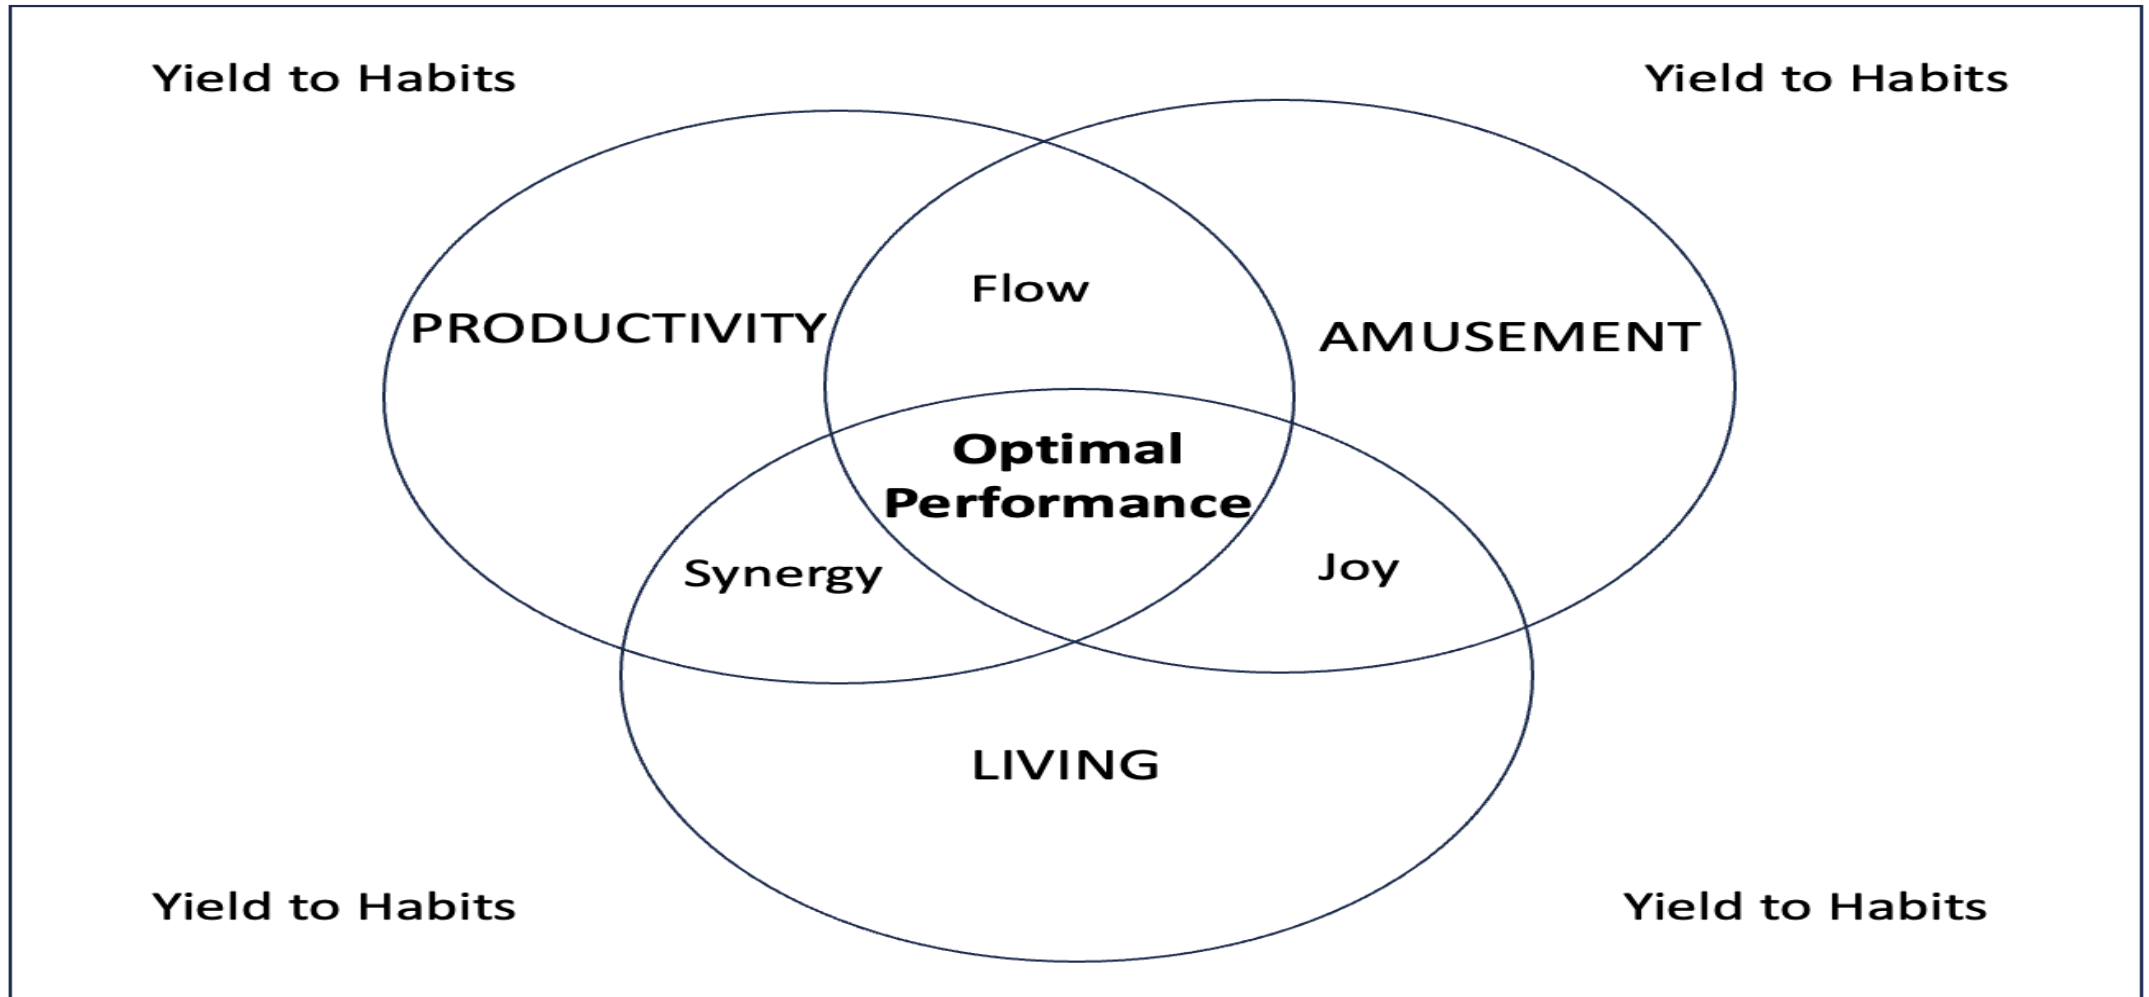 Yield to Habits
Yield to Habits
Flow
PRODUCTIVITY
AMUSEMENT
Optimal
Performance
Synergy
Joy
LIVING
Yield to Habits
Yield to Habits